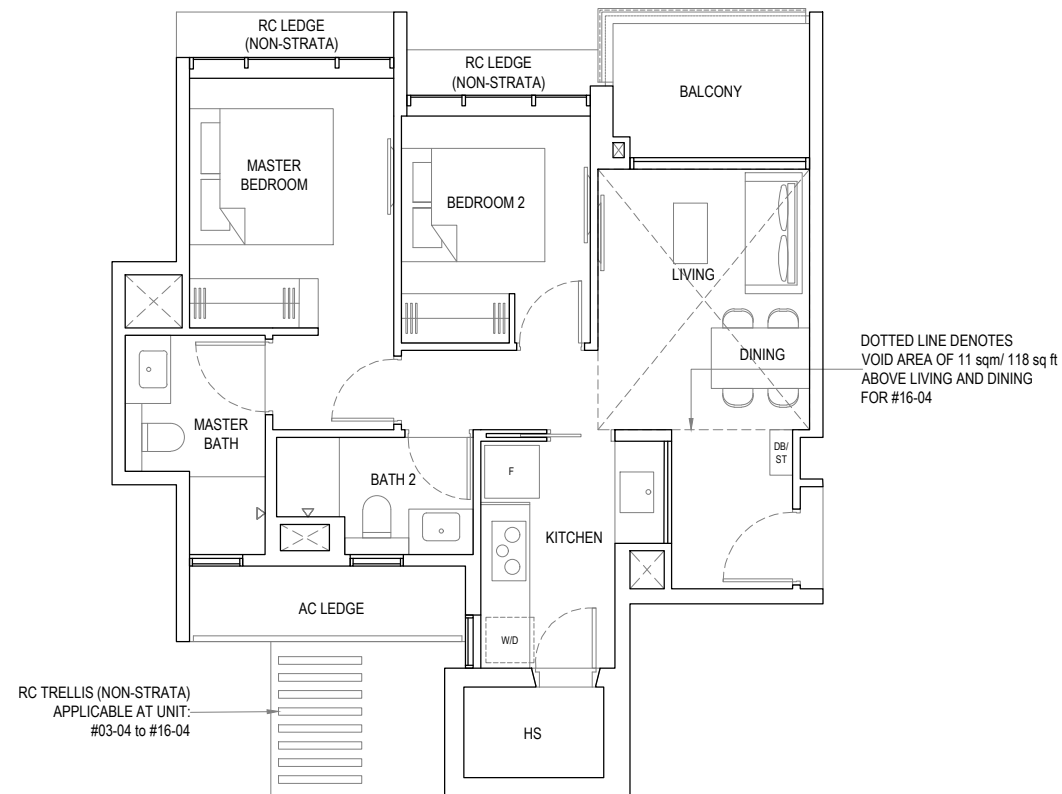 RC LEDGE
(NON-STRATA)
RC LEDGE
(NON-STRATA)
BALCONY
MASTER
BEDROOM
BEDROOM 2
LIVING
DINING
DOTTED LINE DENOTES
VOID AREA OF 11 sqm/ 118 sq ft
ABOVE LIVING AND DINING
FOR #16-04
MASTER
BATH
BATH 2
F
DB/
ST
KITCHEN
AC LEDGE
W/D
RC TRELLIS (NON-STRATA)
APPLICABLE AT UNIT:
#03-04 to #16-04
HS